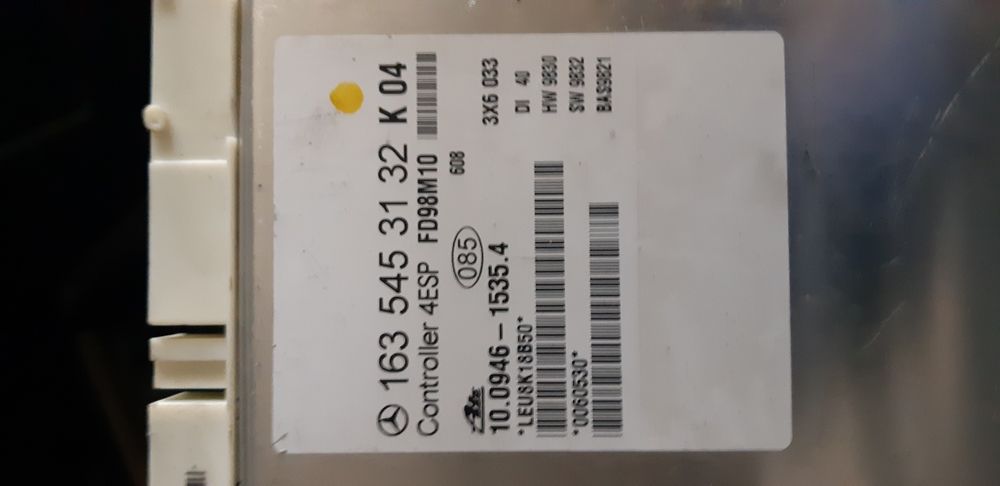 163 545 31 32 K 04
Controller 4ESP FD98M10
085
608
Ate
10.0946-1535.4
3X6 033
*LEU8K18B50*
DI 40
HW 9830
*0060530*
SW 9832
BAS9821